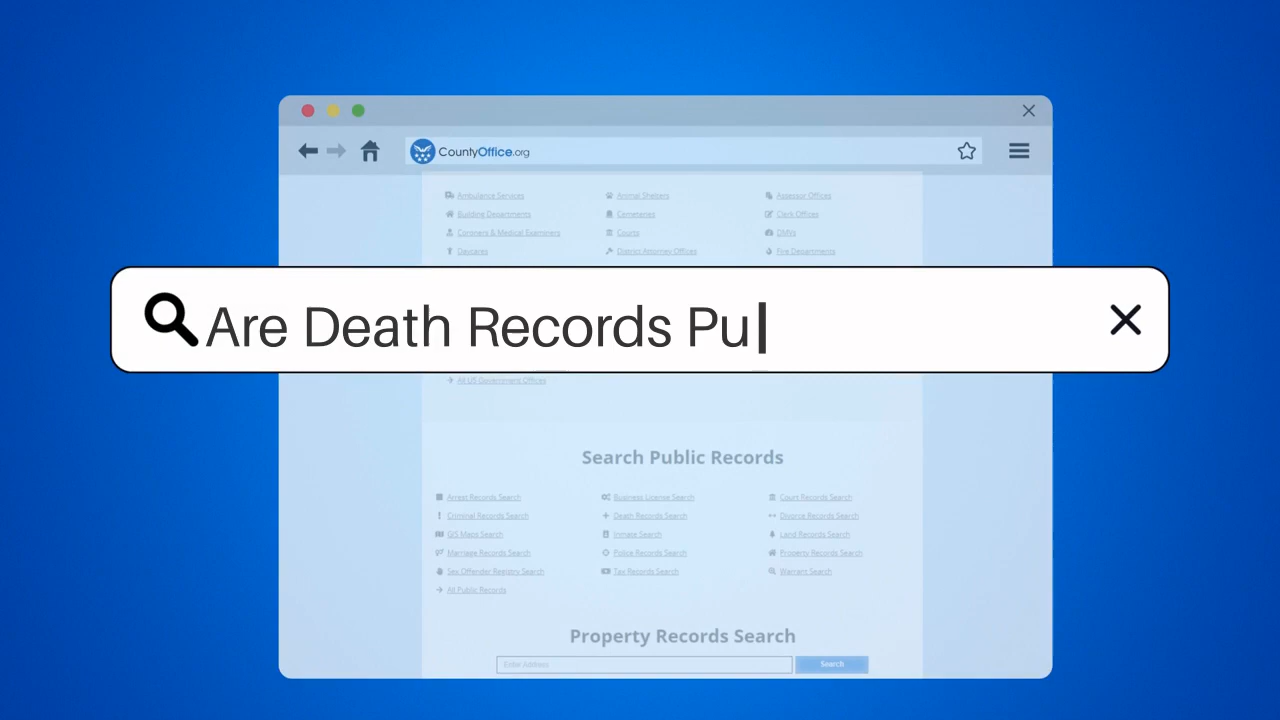 CountyOffice.org
Ambulance Services Animal Shelters Assessor Offices
Building Departments Cemeteries Clerk Offices
Coroners & Medical Examiners Courts DMVs
Daycares District Attorney Offices Fire Departments
Are Death Records Pu
All US Government Offices
Search Public Records
Arrest Records Search Business License Search Court Records Search
Criminal Records Search Death Records Search Divorce Records Search
GIS Maps Search Inmate Search Land Records Search
Marriage Records Search Police Records Search Property Records Search
Sex Offender Registry Search Tax Records Search Warrant Search
All Public Records
Property Records Search
Enter Address Search